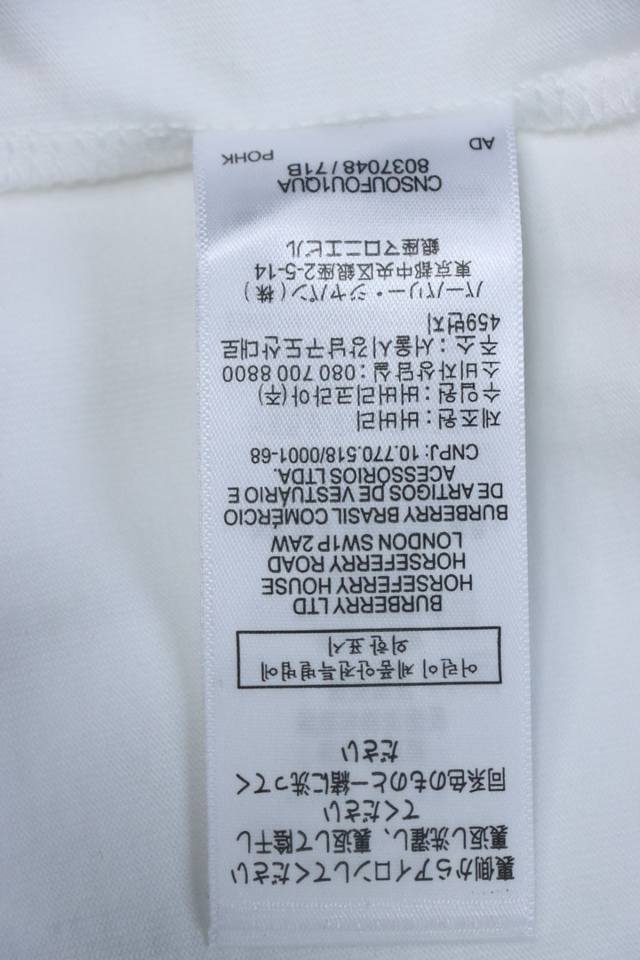 裏側からアイロンしてください
裏返し洗濯し、裏返して陰干し
てください
同系色のものと一緒に洗ってく
ださい
어린이 제품안전특별법에
의한 표시
BURBERRY LTD
HORSEFERRY HOUSE
HORSEFERRY ROAD
LONDON SW1P 2AW
BURBERRY BRASIL COMÉRCIO
DE ARTIGOS DE VESTUÁRIO E
ACESSÓRIOS LTDA.
CNPJ: 10.770.518/0001-68
제조원: 버버리
수입원: 버버리코리아(주)
소비자상담실: 080 700 8800
주소: 서울시강남구도산대로
459번지
バーバリー・ジャパン(株)
東京都中央区銀座2-5-14
銀座マロニエビル
CNSOUFOU1QUA
8037048 / 71B
AD POHK